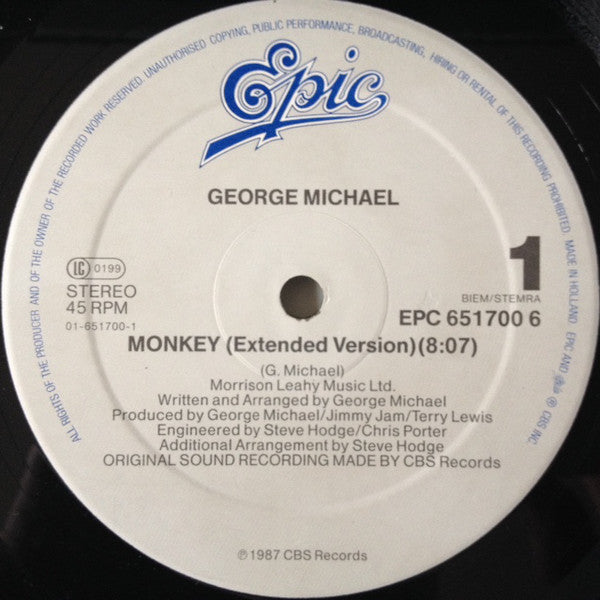 ALL RIGHTS OF THE PRODUCER AND OF THE OWNER OF THE RECORDED WORK RESERVED. UNAUTHORISED COPYING, PUBLIC PERFORMANCE, BROADCASTING, HIRING OR RENTAL OF THIS RECORDING PROHIBITED. MADE IN HOLLAND. EPIC AND ® CBS INC.
Epic
GEORGE MICHAEL
1
LC 0199
STEREO
45 RPM
01-651700-1
BIEM/STEMRA
EPC 651700 6
MONKEY (Extended Version)(8:07)
(G. Michael)
Morrison Leahy Music Ltd.
Written and Arranged by George Michael
Produced by George Michael/Jimmy Jam/Terry Lewis
Engineered by Steve Hodge/Chris Porter
Additional Arrangement by Steve Hodge
ORIGINAL SOUND RECORDING MADE BY CBS Records
℗ 1987 CBS Records